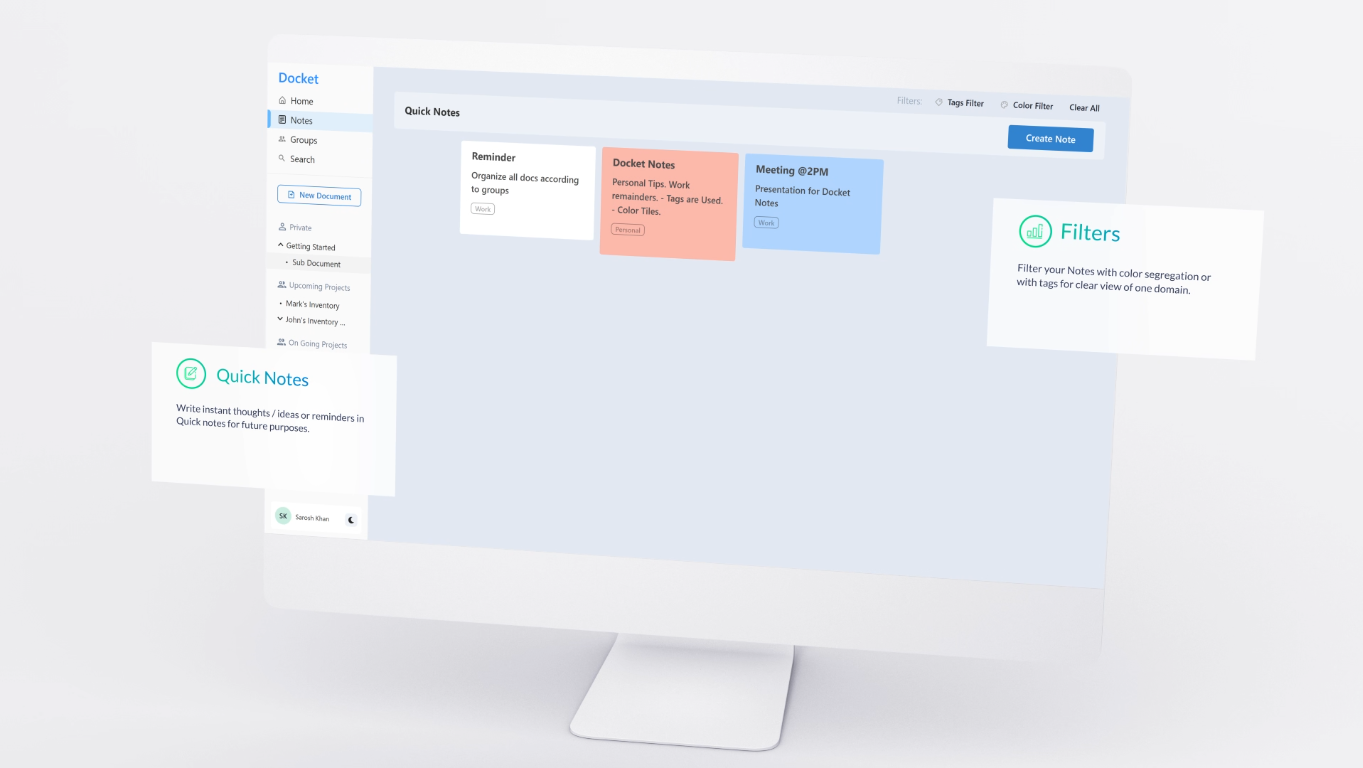 Docket
Home
Notes
Groups
Search
New Document
Private
Getting Started
Sub Document
Upcoming Projects
Mark's Inventory
John's Inventory ...
On Going Projects
SK
Sarosh Khan
Filters:
Tags Filter
Color Filter
Clear All
Quick Notes
Create Note
Reminder
Organize all docs according
to groups
Work
Docket Notes
Personal Tips. Work
remainders. - Tags are Used.
- Color Tiles.
Personal
Meeting @2PM
Presentation for Docket
Notes
Work
Filters
Filter your Notes with color segregation or
with tags for clear view of one domain.
Quick Notes
Write instant thoughts / ideas or reminders in
Quick notes for future purposes.